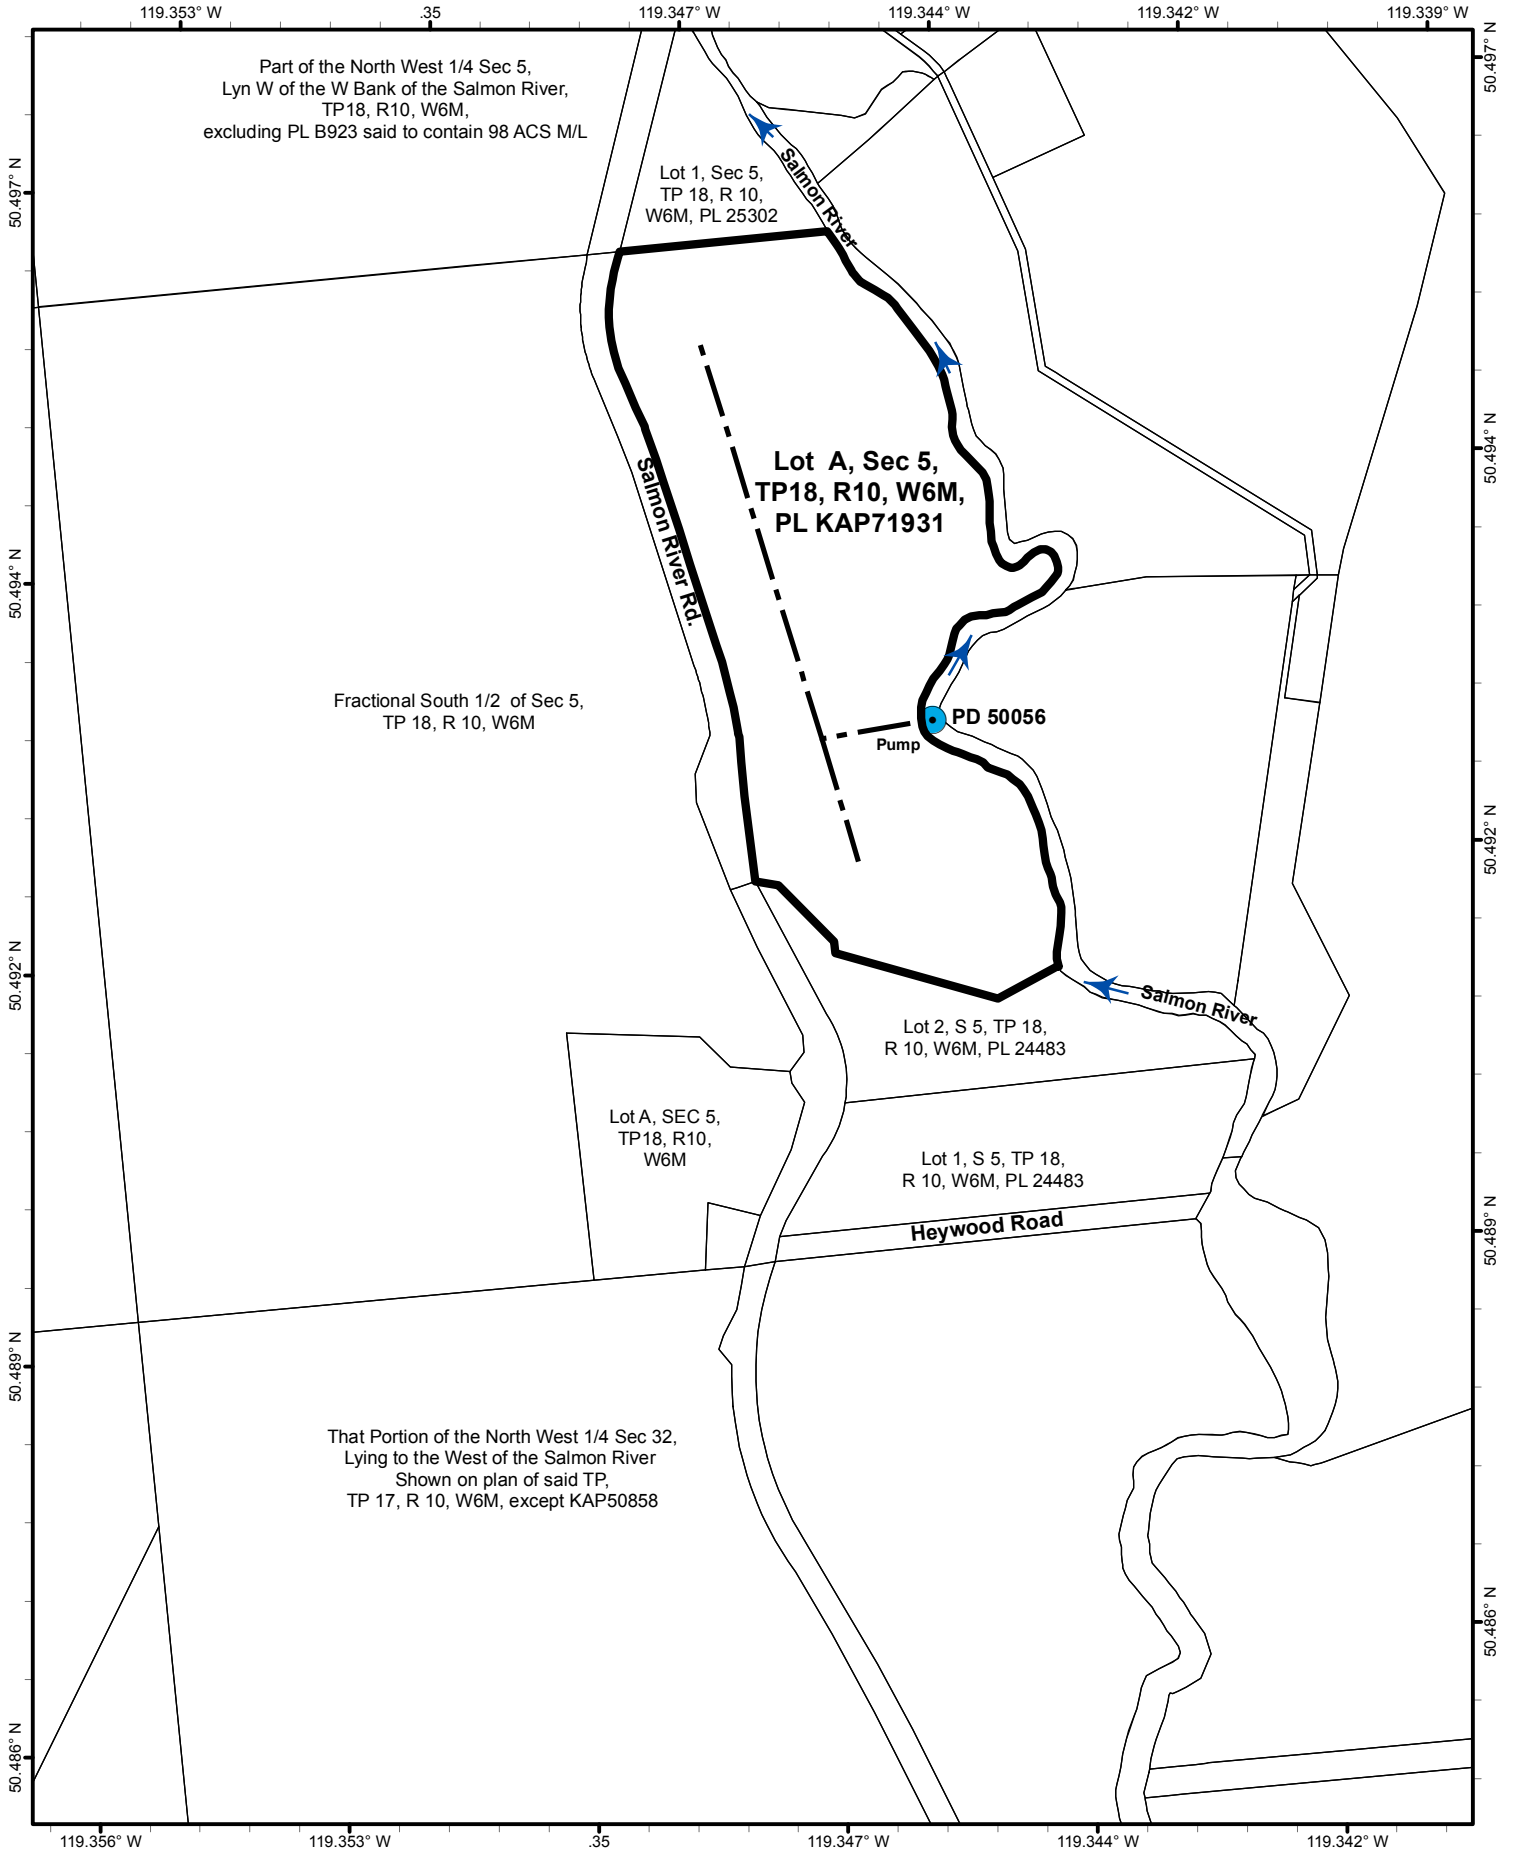 119.353° W
.35
119.347° W
119.344° W
119.342° W
119.339° W
50.497° N
50.497° N
Part of the North West 1/4 Sec 5,
Lyn W of the W Bank of the Salmon River,
TP18, R10, W6M,
excluding PL B923 said to contain 98 ACS M/L
Lot 1, Sec 5,
TP 18, R 10,
W6M, PL 25302
Salmon River
Lot A, Sec 5,
TP18, R10, W6M,
PL KAP71931
Salmon River Rd.
50.494° N
50.494° N
Fractional South 1/2 of Sec 5,
TP 18, R 10, W6M
PD 50056
Pump
50.492° N
50.492° N
Salmon River
Lot 2, S 5, TP 18,
R 10, W6M, PL 24483
Lot A, SEC 5,
TP18, R10,
W6M
Lot 1, S 5, TP 18,
R 10, W6M, PL 24483
Heywood Road
50.489° N
50.489° N
That Portion of the North West 1/4 Sec 32,
Lying to the West of the Salmon River
Shown on plan of said TP,
TP 17, R 10, W6M, except KAP50858
50.486° N
50.486° N
119.356° W
119.353° W
.35
119.347° W
119.344° W
119.342° W